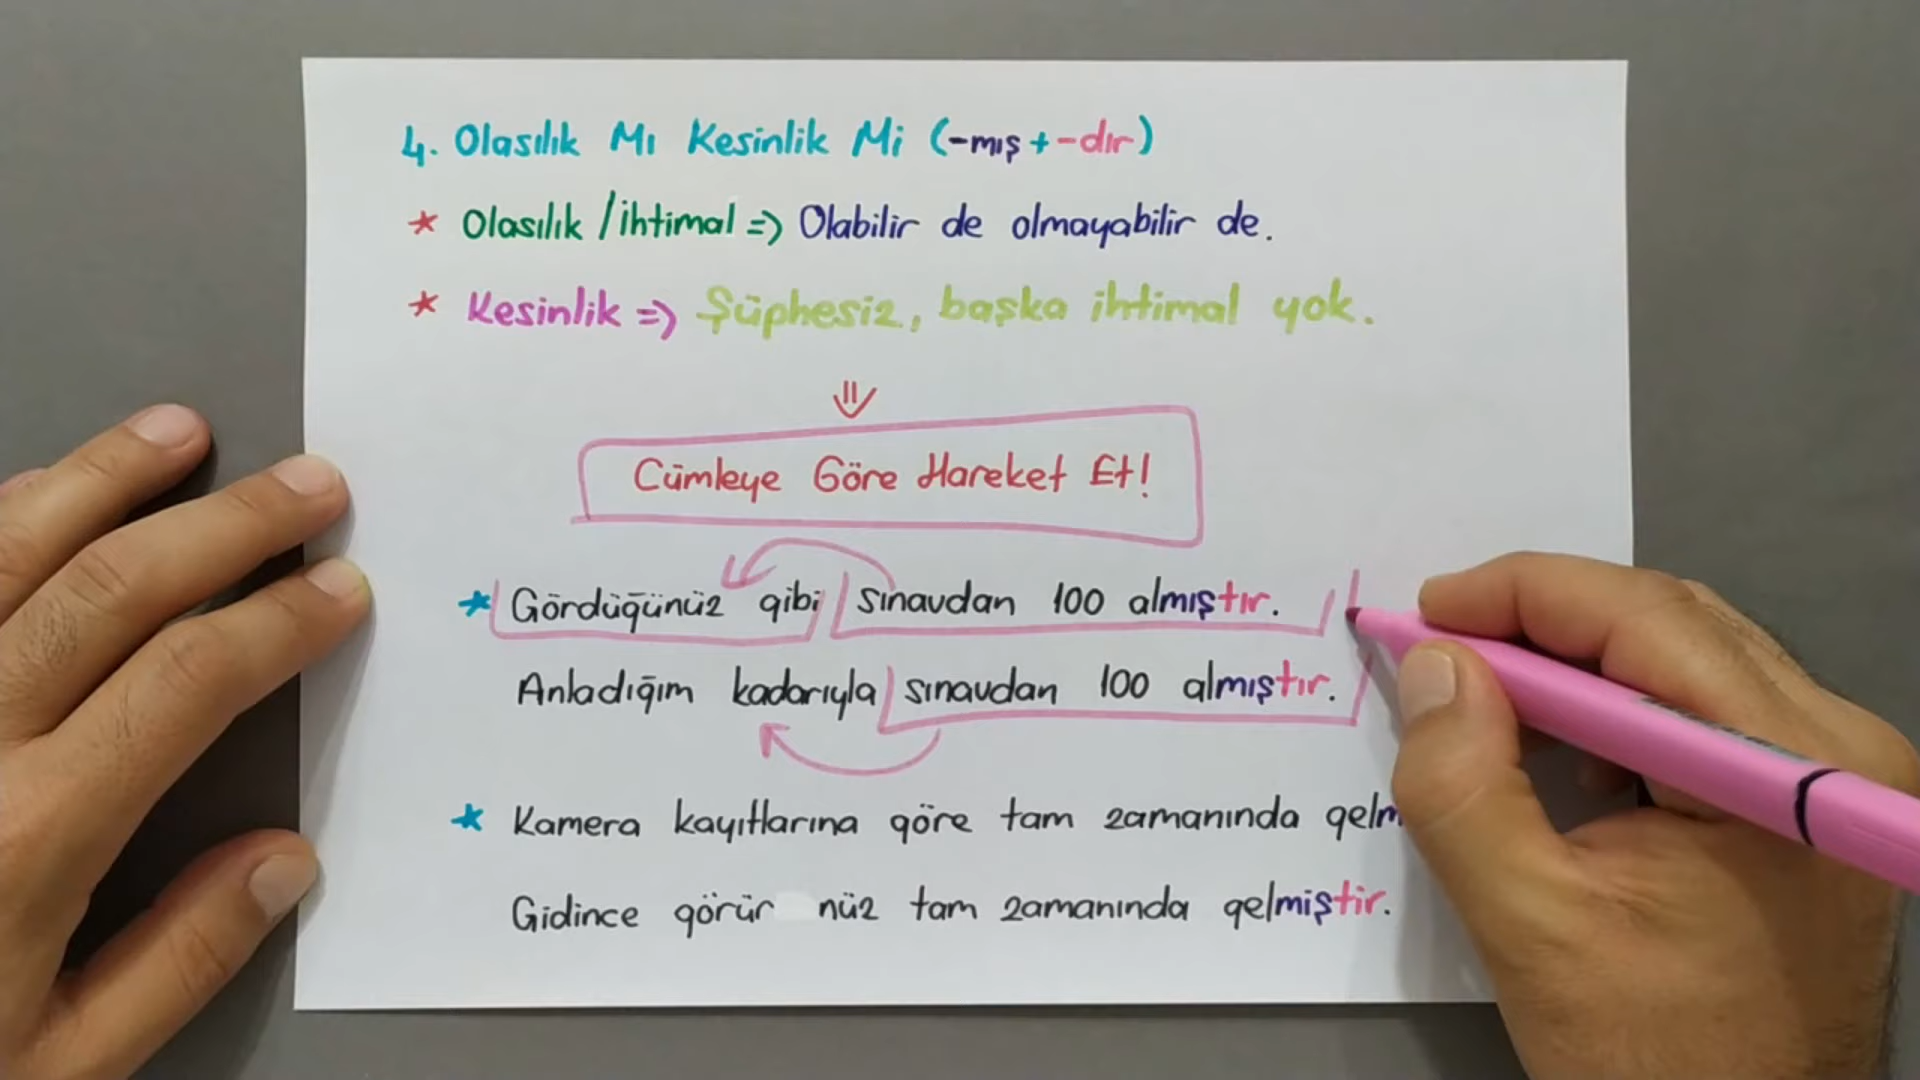 4. Olasılık Mı Kesinlik Mi (-mış + -dır)
* Olasılık / ihtimal => Olabilir de olmayabilir de.
* Kesinlik => Şüphesiz, başka ihtimal yok.
Cümleye Göre Hareket Et!
* Gördüğünüz gibi sınavdan 100 almıştır.
Anladığım kadarıyla sınavdan 100 almıştır.
* Kamera kayıtlarına göre tam zamanında
Gidince tam zamanında gelmiştir.